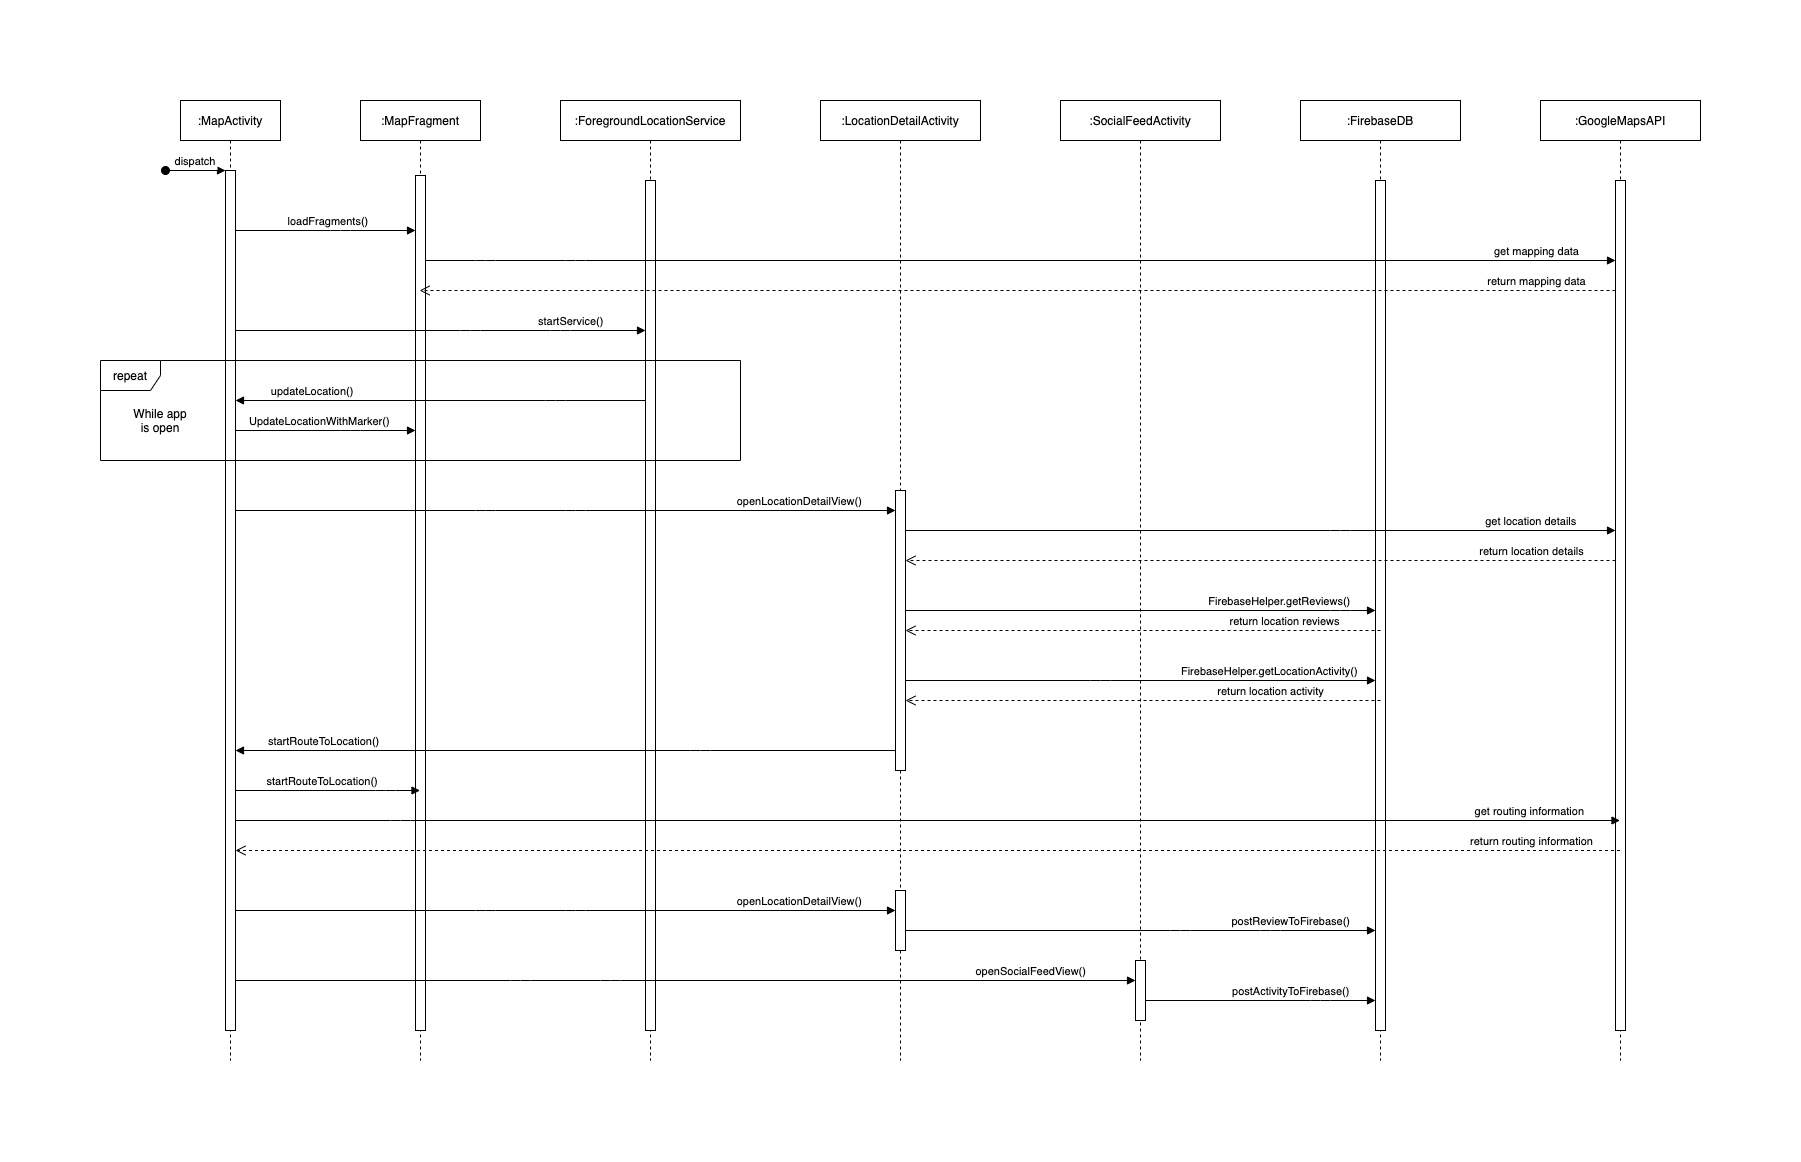 :MapActivity
:MapFragment
:ForegroundLocationService
:LocationDetailActivity
:SocialFeedActivity
:FirebaseDB
:GoogleMapsAPI
dispatch
loadFragments()
get mapping data
return mapping data
startService()
repeat
While app
is open
updateLocation()
UpdateLocationWithMarker()
openLocationDetailView()
get location details
return location details
FirebaseHelper.getReviews()
return location reviews
FirebaseHelper.getLocationActivity()
return location activity
startRouteToLocation()
startRouteToLocation()
get routing information
return routing information
openLocationDetailView()
postReviewToFirebase()
openSocialFeedView()
postActivityToFirebase()